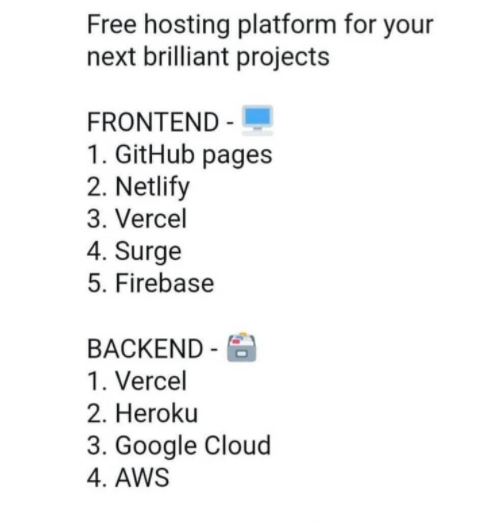 Free hosting platform for your
next brilliant projects
FRONTEND - 🖥️
1. GitHub pages
2. Netlify
3. Vercel
4. Surge
5. Firebase
BACKEND - 🗃️
1. Vercel
2. Heroku
3. Google Cloud
4. AWS